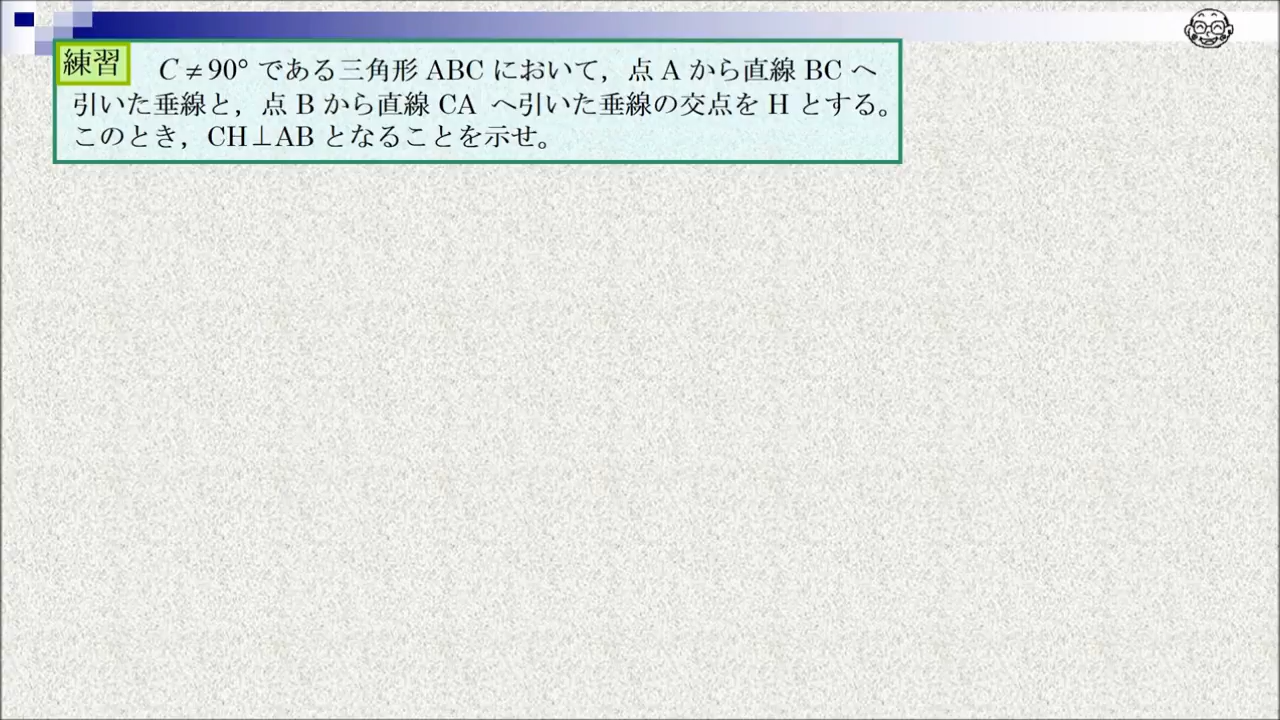 練習 C≠90° である三角形 ABC において，点 A から直線 BC へ
引いた垂線と，点 B から直線 CA へ引いた垂線の交点を H とする。
このとき，CH⊥AB となることを示せ。